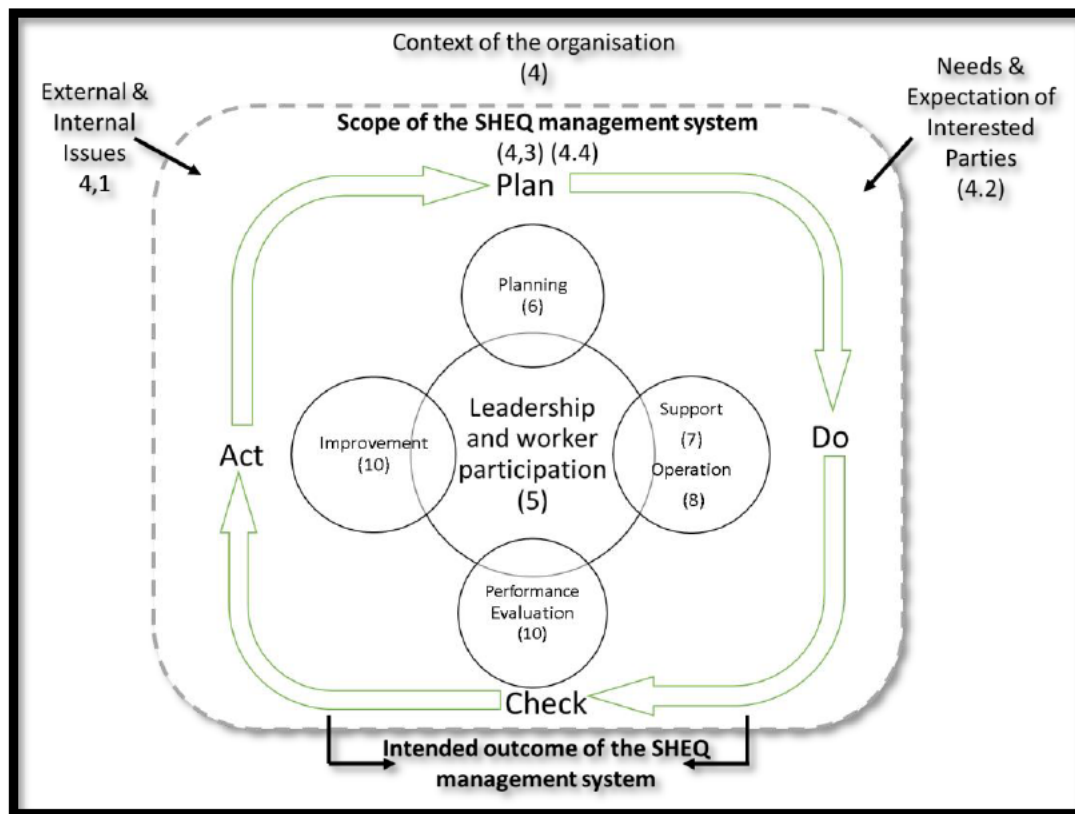 Context of the organisation
(4)
External &
Internal
Issues
4,1
Needs &
Expectation of
Interested
Parties
(4.2)
Scope of the SHEQ management system
(4,3) (4.4)
Plan
Planning
(6)
Leadership
and worker
participation
(5)
Support
(7)
Operation
(8)
Do
Improvement
(10)
Act
Performance
Evaluation
(10)
Check
Intended outcome of the SHEQ
management system